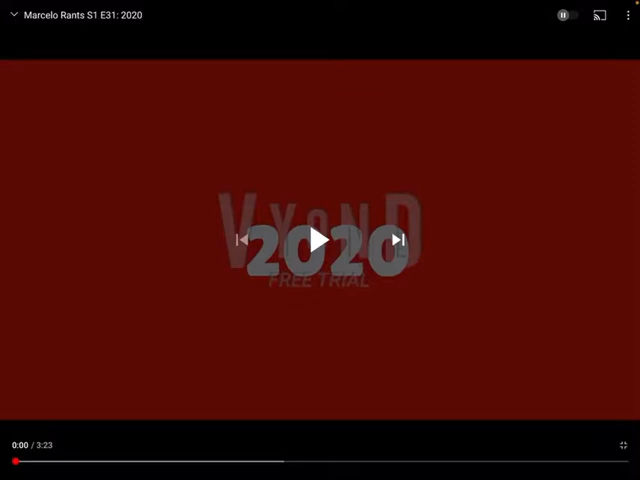 Marcelo Rants S1 E31: 2020
VYOND
2020
FREE TRIAL
0:00 / 3:23